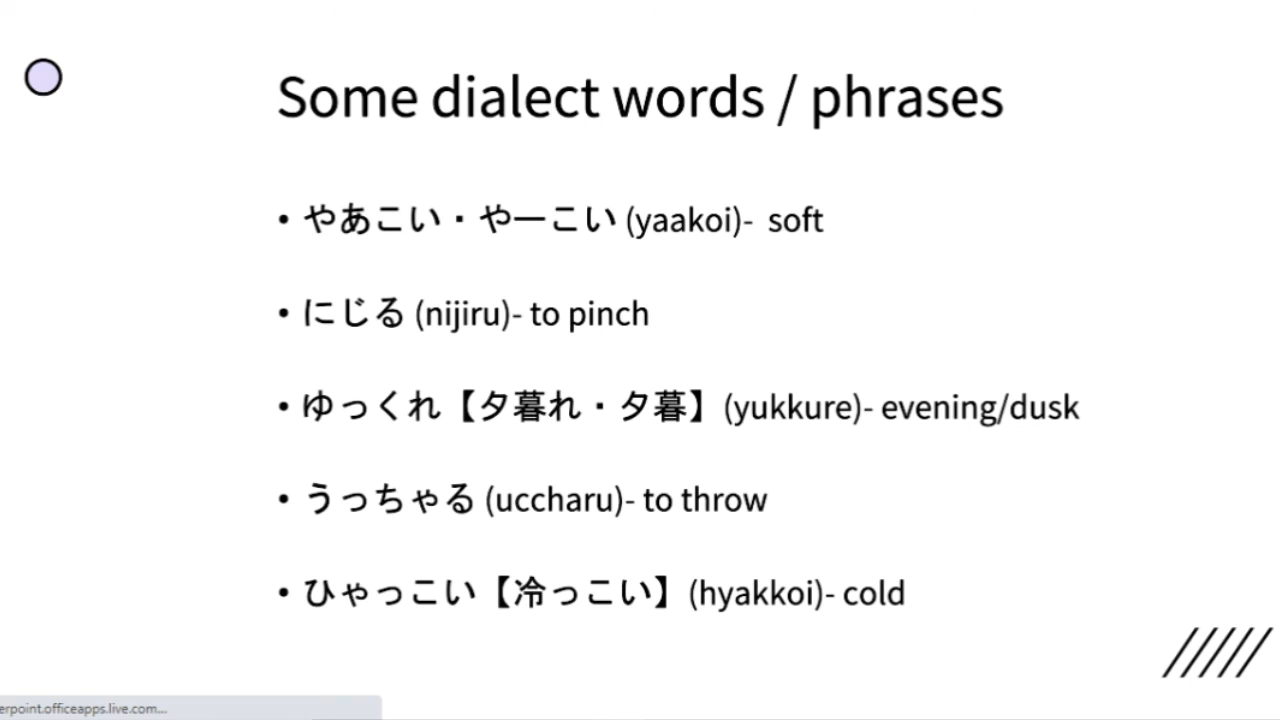 Some dialect words / phrases
• やあこい・やーこい (yaakoi)- soft
• にじる (nijiru)- to pinch
• ゆっくれ【夕暮れ・夕暮】(yukkure)- evening/dusk
• うっちゃる (uccharu)- to throw
• ひゃっこい【冷っこい】(hyakkoi)- cold
erpoint.officeapps.live.com...